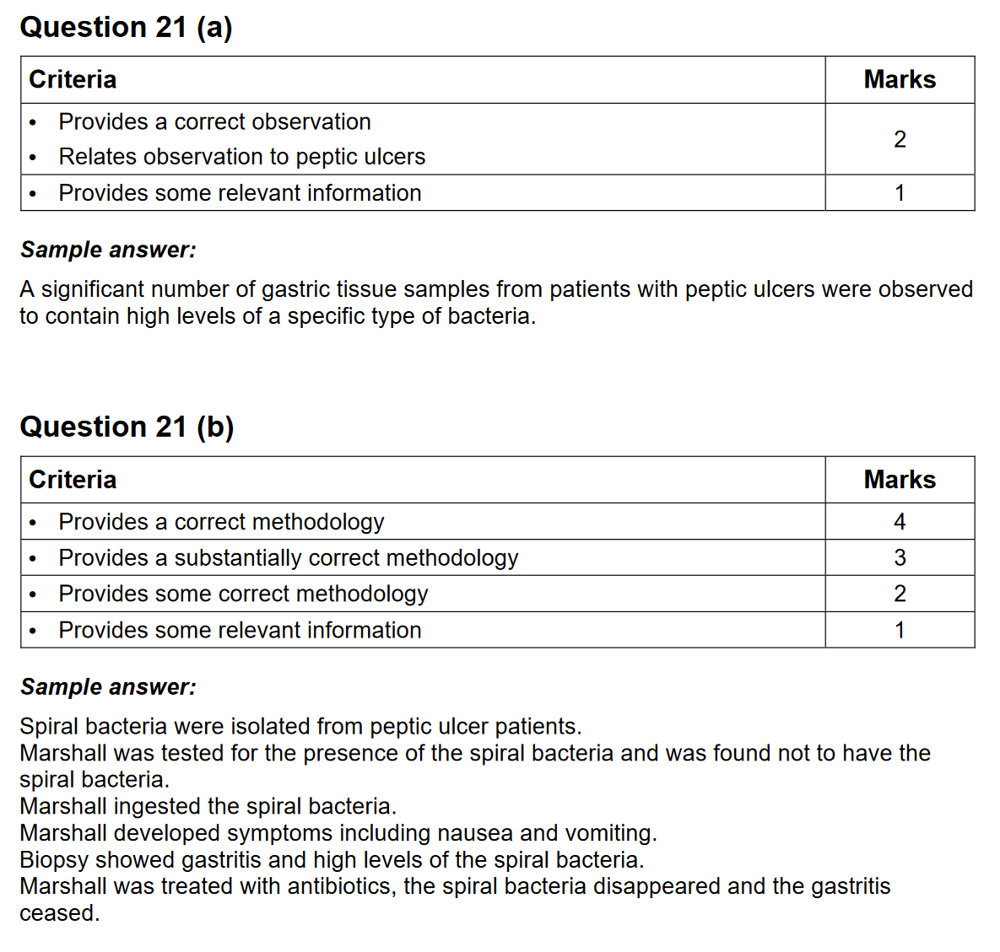 Question 21 (a)
Criteria Marks
• Provides a correct observation
• Relates observation to peptic ulcers
2
• Provides some relevant information 1
Sample answer:
A significant number of gastric tissue samples from patients with peptic ulcers were observed
to contain high levels of a specific type of bacteria.
Question 21 (b)
Criteria Marks
• Provides a correct methodology 4
• Provides a substantially correct methodology 3
• Provides some correct methodology 2
• Provides some relevant information 1
Sample answer:
Spiral bacteria were isolated from peptic ulcer patients.
Marshall was tested for the presence of the spiral bacteria and was found not to have the
spiral bacteria.
Marshall ingested the spiral bacteria.
Marshall developed symptoms including nausea and vomiting.
Biopsy showed gastritis and high levels of the spiral bacteria.
Marshall was treated with antibiotics, the spiral bacteria disappeared and the gastritis
ceased.